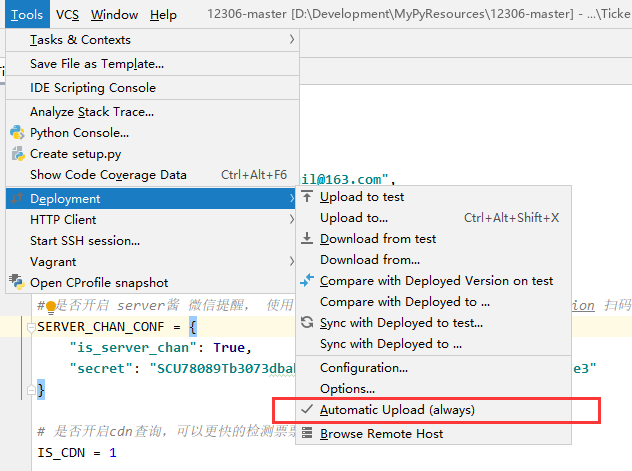 Tools VCS Window Help 12306-master [D:\Development\MyPyResources\12306-master] - ...\Ticke
Tasks & Contexts
Save File as Template...
IDE Scripting Console
Analyze Stack Trace...
Python Console...
Create setup.py
Show Code Coverage Data Ctrl+Alt+F6
il@163.com",
Deployment
HTTP Client
Start SSH session...
Vagrant
Open CProfile snapshot
Upload to test
Upload to... Ctrl+Alt+Shift+X
Download from test
Download from...
Compare with Deployed Version on test
Compare with Deployed to ...
Sync with Deployed to test...
Sync with Deployed to ...
Configuration...
Options...
Automatic Upload (always)
Browse Remote Host
# 是否开启 server酱 微信提醒， 使用 ion 扫码
SERVER_CHAN_CONF = {
"is_server_chan": True,
"secret": "SCU78089Tb3073dbal e3"
}
# 是否开启cdn查询，可以更快的检测票票
IS_CDN = 1